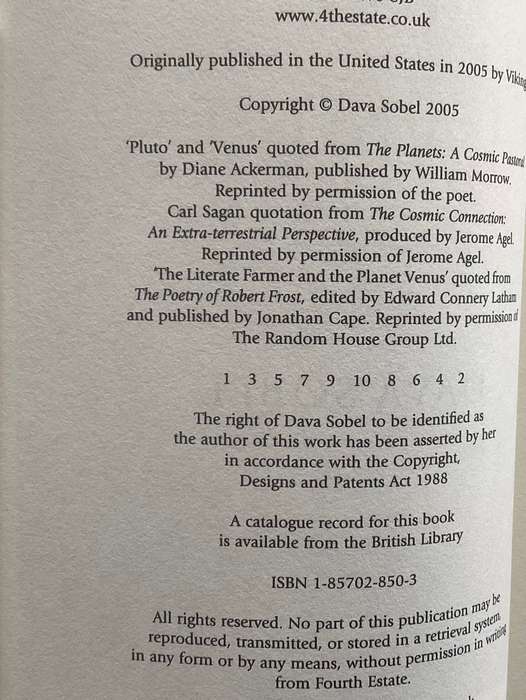 www.4thestate.co.uk
Originally published in the United States in 2005 by Viking
Copyright © Dava Sobel 2005
'Pluto' and 'Venus' quoted from The Planets: A Cosmic Pastoral
by Diane Ackerman, published by William Morrow.
Reprinted by permission of the poet.
Carl Sagan quotation from The Cosmic Connection:
An Extra-terrestrial Perspective, produced by Jerome Agel.
Reprinted by permission of Jerome Agel.
'The Literate Farmer and the Planet Venus' quoted from
The Poetry of Robert Frost, edited by Edward Connery Latham
and published by Jonathan Cape. Reprinted by permission of
The Random House Group Ltd.
1 3 5 7 9 10 8 6 4 2
The right of Dava Sobel to be identified as
the author of this work has been asserted by her
in accordance with the Copyright,
Designs and Patents Act 1988
A catalogue record for this book
is available from the British Library
ISBN 1-85702-850-3
All rights reserved. No part of this publication may be
reproduced, transmitted, or stored in a retrieval system,
in any form or by any means, without permission in writing
from Fourth Estate.